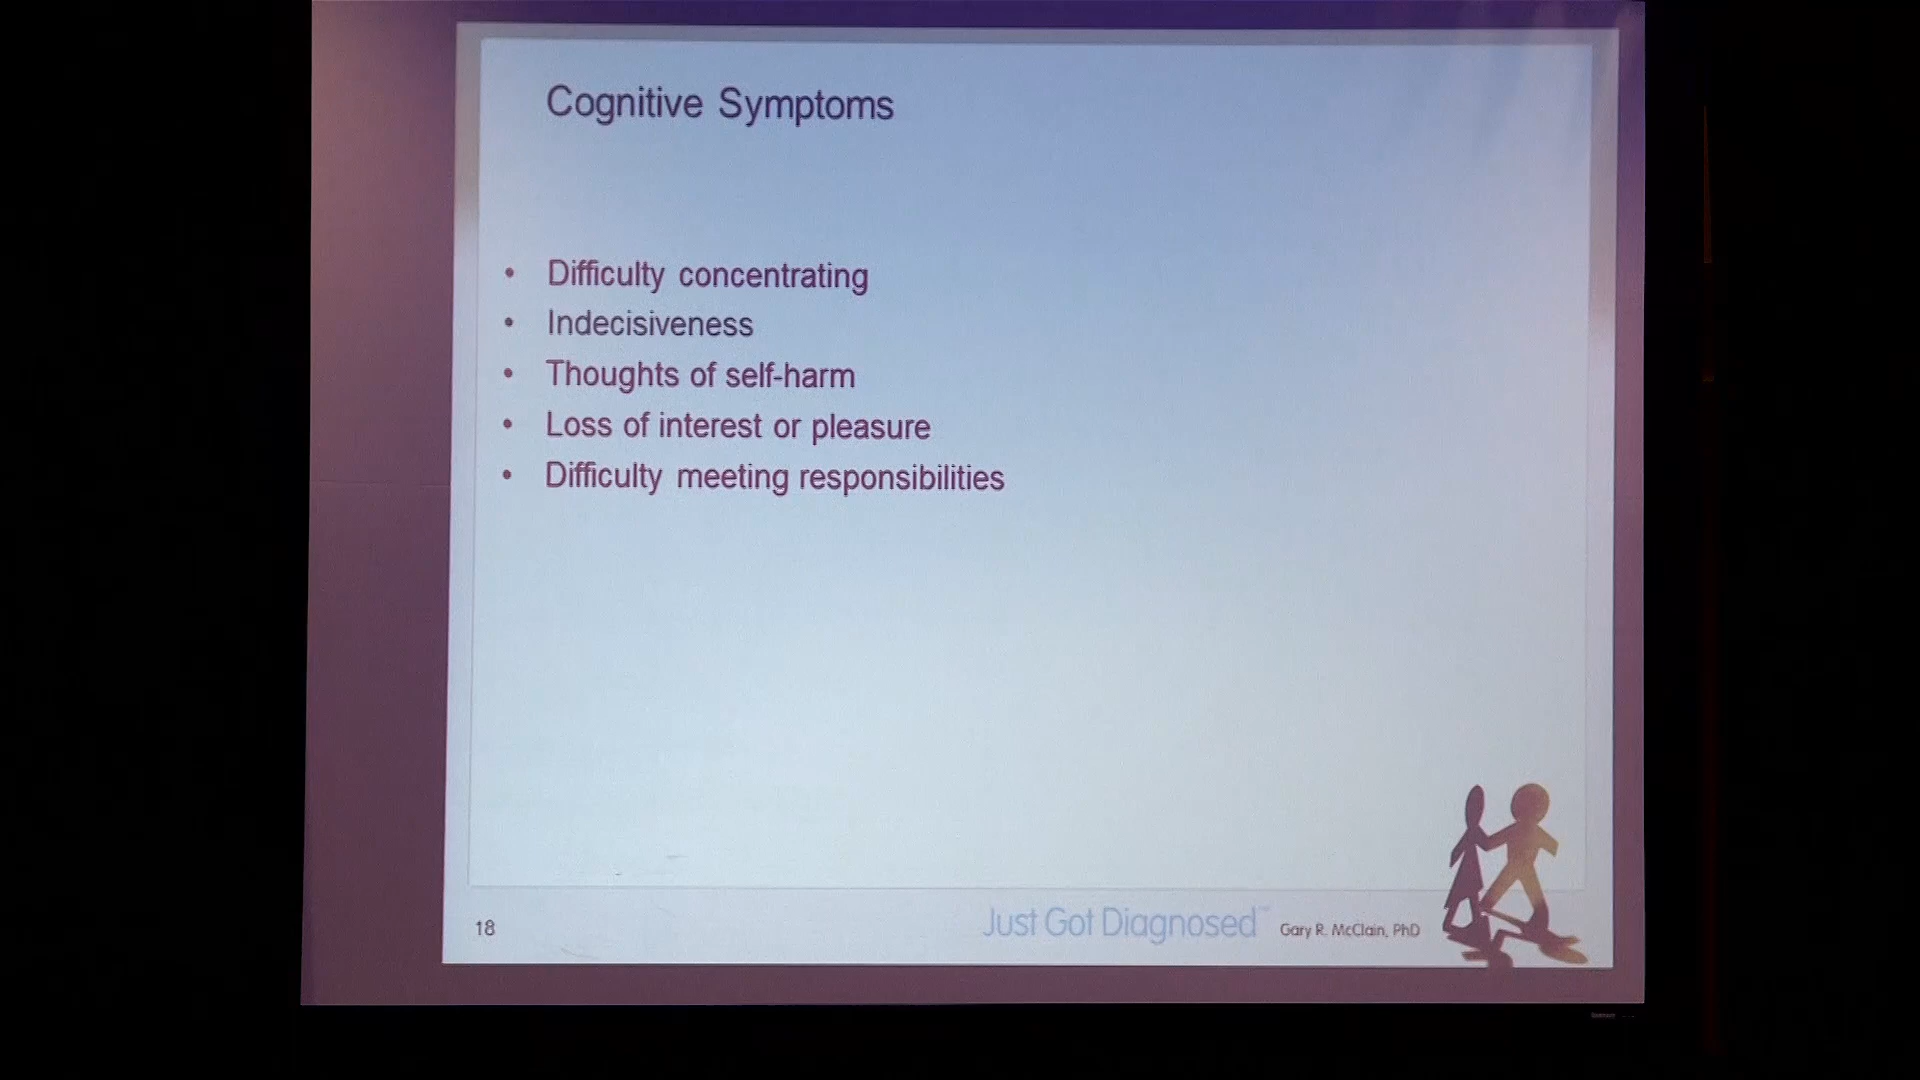 Cognitive Symptoms
• Difficulty concentrating
• Indecisiveness
• Thoughts of self-harm
• Loss of interest or pleasure
• Difficulty meeting responsibilities
18
Just Got Diagnosed™
Gary R. McClain, PhD